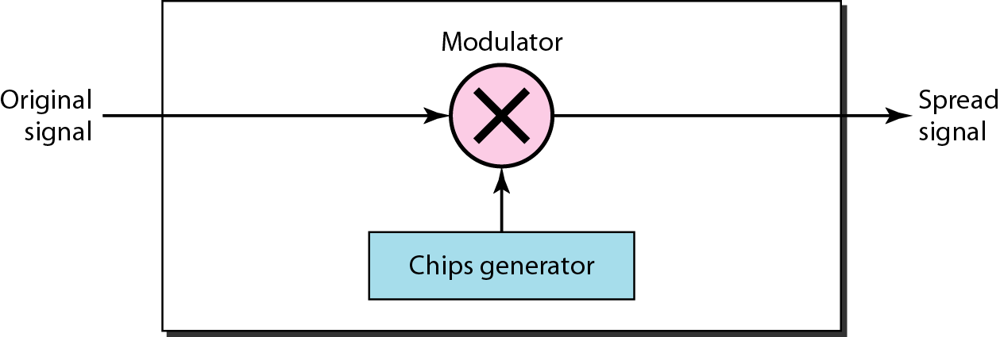 Modulator
Original
signal
Spread
signal
Chips generator